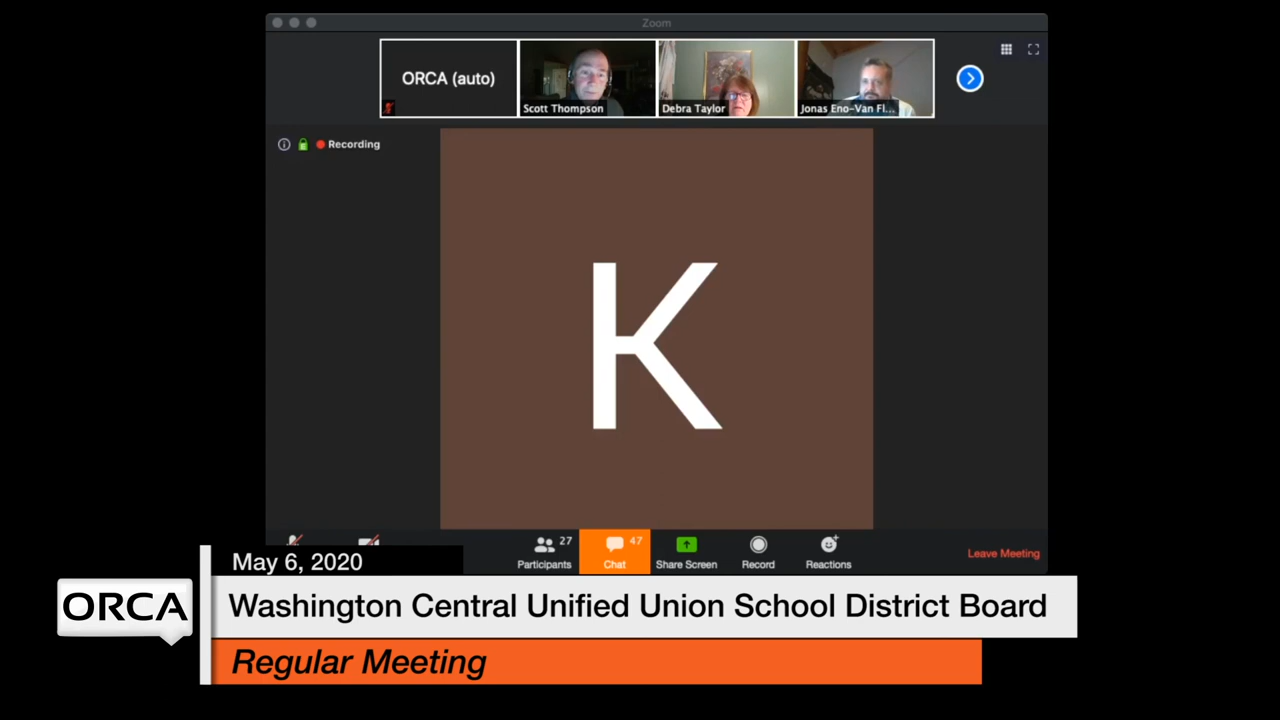 Zoom
ORCA (auto)
Scott Thompson
Debra Taylor
Jonas Eno-Van Fl...
Recording
K
27
47
Participants
Chat
Share Screen
Record
Reactions
Leave Meeting
May 6, 2020
ORCA
Washington Central Unified Union School District Board
Regular Meeting